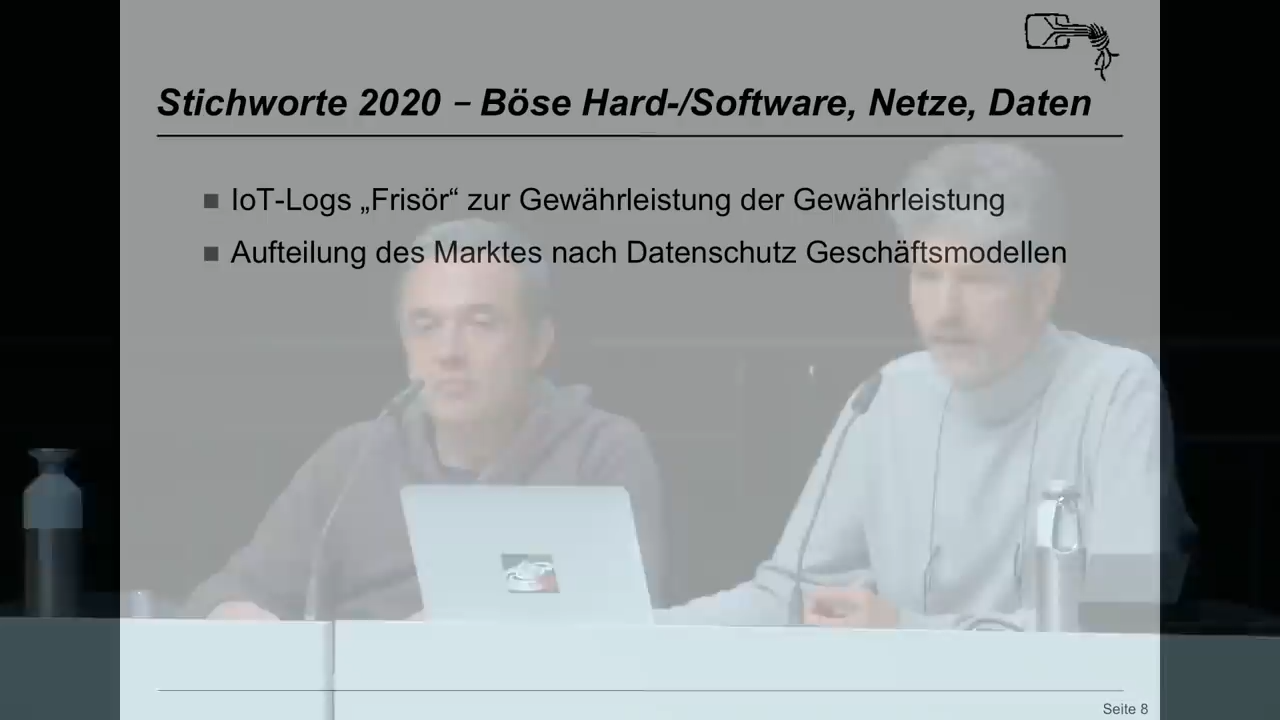 Stichworte 2020 – Böse Hard-/Software, Netze, Daten
IoT-Logs „Frisör“ zur Gewährleistung der Gewährleistung
Aufteilung des Marktes nach Datenschutz Geschäftsmodellen
Seite 8